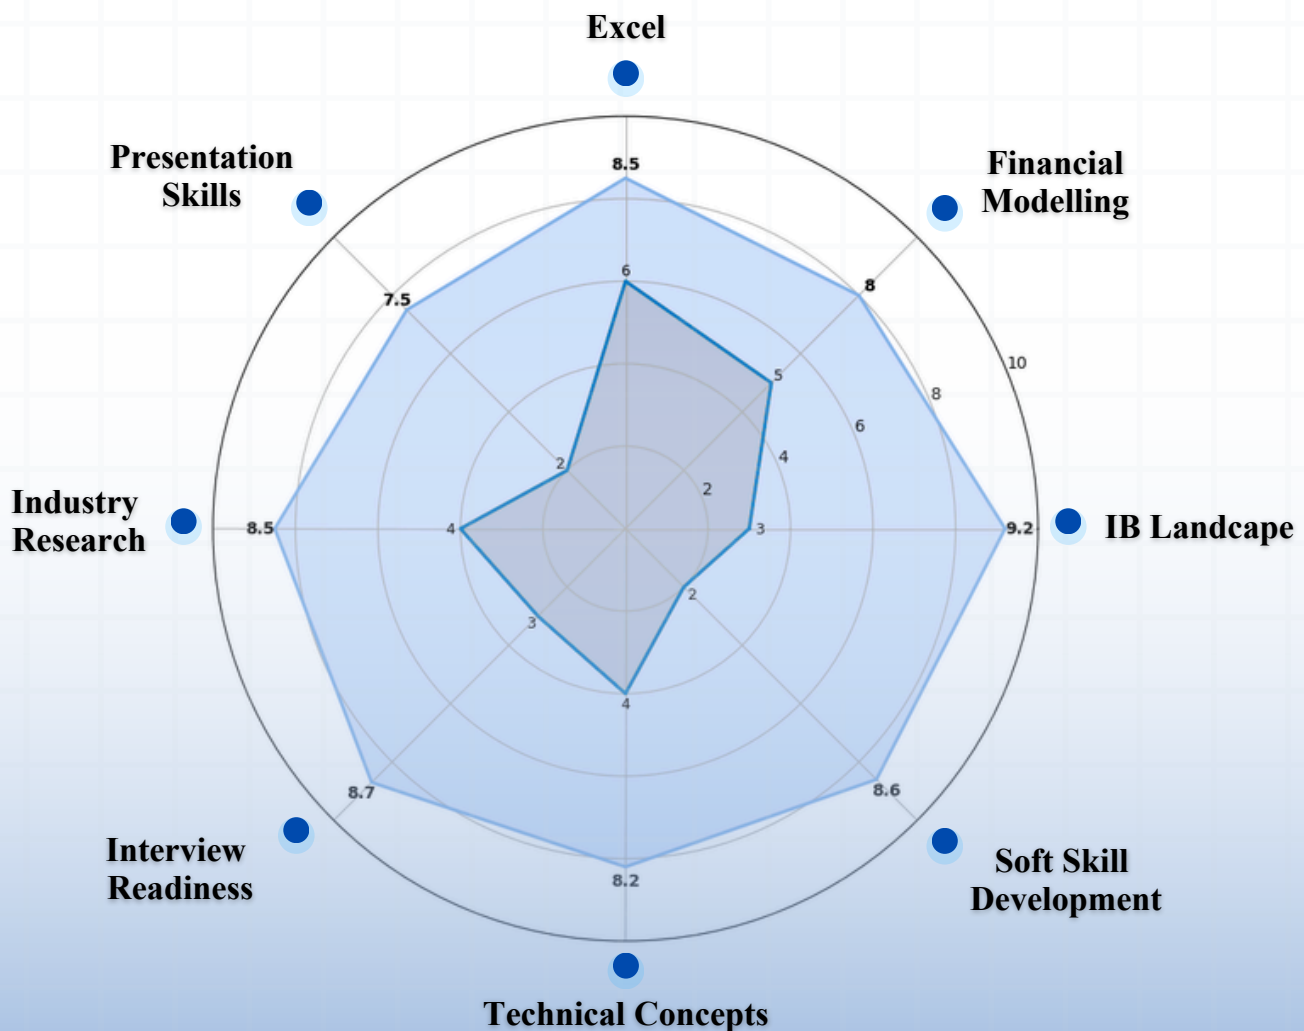 Excel
Presentation
Skills
Financial
Modelling
8.5
6
7.5
8
5
10
8
6
4
2
2
Industry
Research
8.5
4
3
9.2
IB Landcape
2
3
4
8.7
8.6
8.2
Interview
Readiness
Soft Skill
Development
Technical Concepts